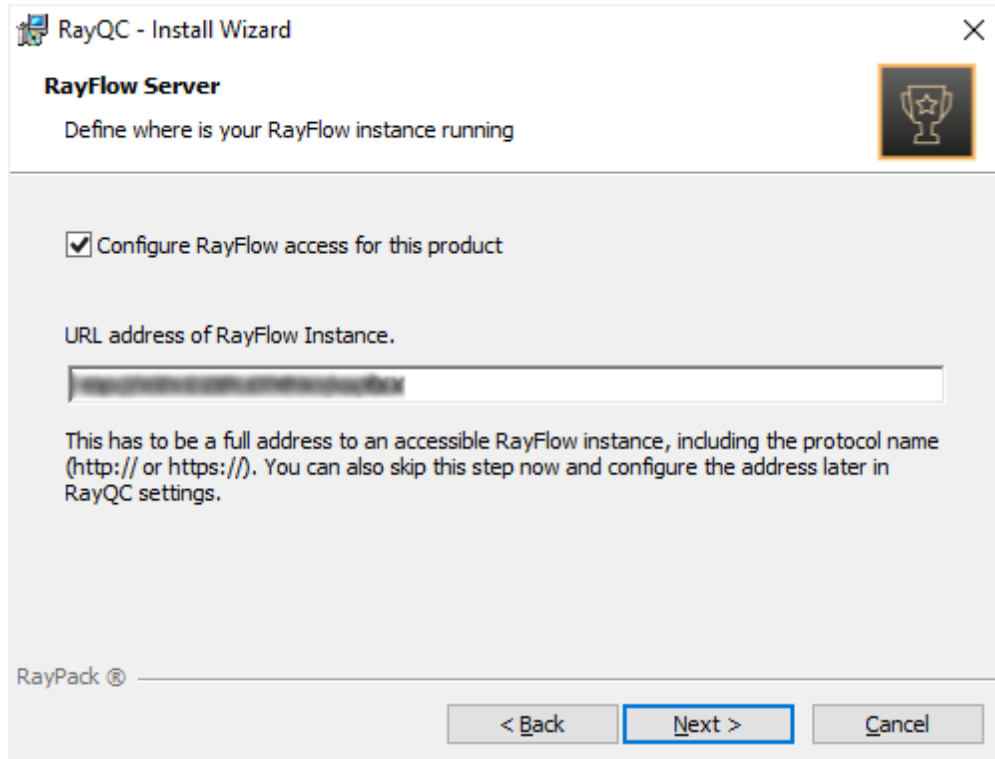 RayQC - Install Wizard
RayFlow Server
Define where is your RayFlow instance running
Configure RayFlow access for this product
URL address of RayFlow Instance.
This has to be a full address to an accessible RayFlow instance, including the protocol name
(http:// or https://). You can also skip this step now and configure the address later in
RayQC settings.
RayPack ®
< Back
Next >
Cancel